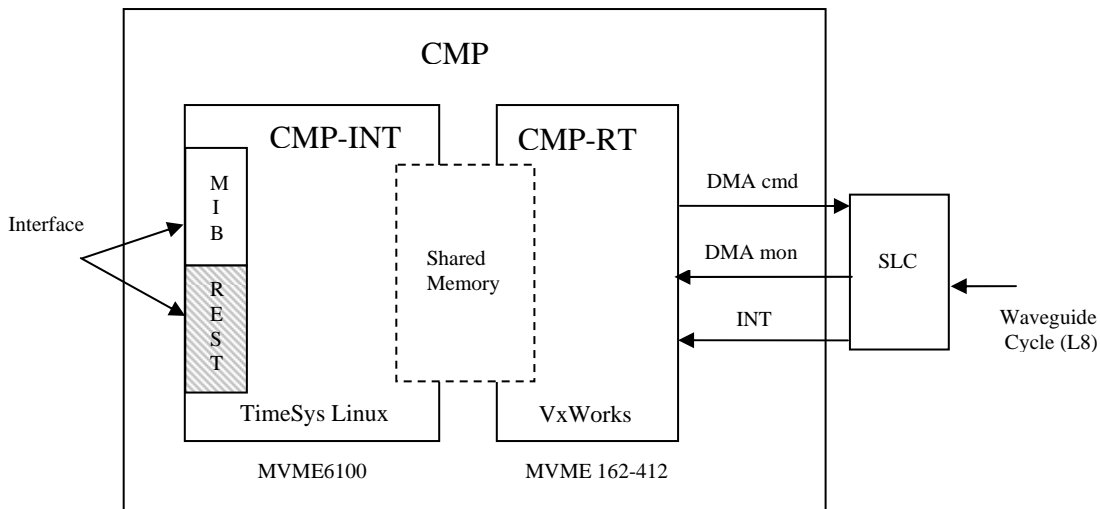 CMP
CMP-INT
CMP-RT
M
I
B
R
E
S
T
Interface
Shared
Memory
DMA cmd
DMA mon
INT
SLC
Waveguide
Cycle (L8)
TimeSys Linux
VxWorks
MVME6100
MVME 162-412